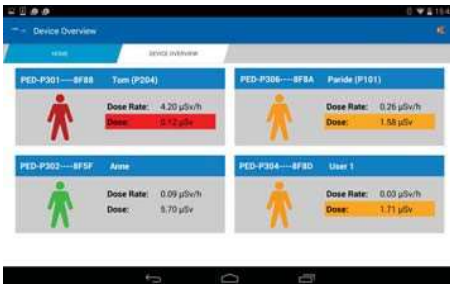 Device Overview
HOME
DEVICE OVERVIEW
PED-P301----8F88 Tom (P204)
Dose Rate: 4.20 µSv/h
Dose: 0.12 µSv
PED-P306----8F8A Paride (P101)
Dose Rate: 0.26 µSv/h
Dose: 1.58 µSv
PED-P302----8F5F Anne
Dose Rate: 0.09 µSv/h
Dose: 5.70 µSv
PED-P304----8F8D User 1
Dose Rate: 0.03 µSv/h
Dose: 1.71 µSv